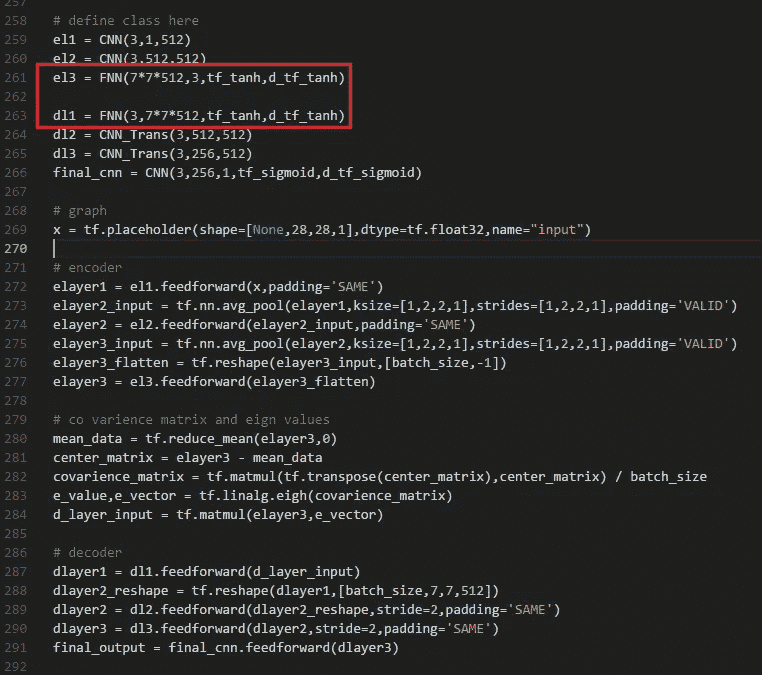 257
258 # define class here
259 el1 = CNN(3,1,512)
260 el2 = CNN(3,512,512)
261 el3 = FNN(7*7*512,3,tf_tanh,d_tf_tanh)
262
263 dl1 = FNN(3,7*7*512,tf_tanh,d_tf_tanh)
264 dl2 = CNN_Trans(3,512,512)
265 dl3 = CNN_Trans(3,256,512)
266 final_cnn = CNN(3,256,1,tf_sigmoid,d_tf_sigmoid)
267
268 # graph
269 x = tf.placeholder(shape=[None,28,28,1],dtype=tf.float32,name="input")
270
271 # encoder
272 elayer1 = el1.feedforward(x,padding='SAME')
273 elayer2_input = tf.nn.avg_pool(elayer1,ksize=[1,2,2,1],strides=[1,2,2,1],padding='VALID')
274 elayer2 = el2.feedforward(elayer2_input,padding='SAME')
275 elayer3_input = tf.nn.avg_pool(elayer2,ksize=[1,2,2,1],strides=[1,2,2,1],padding='VALID')
276 elayer3_flatten = tf.reshape(elayer3_input,[batch_size,-1])
277 elayer3 = el3.feedforward(elayer3_flatten)
278
279 # co varience matrix and eign values
280 mean_data = tf.reduce_mean(elayer3,0)
281 center_matrix = elayer3 - mean_data
282 covarience_matrix = tf.matmul(tf.transpose(center_matrix),center_matrix) / batch_size
283 e_value,e_vector = tf.linalg.eigh(covarience_matrix)
284 d_layer_input = tf.matmul(elayer3,e_vector)
285
286 # decoder
287 dlayer1 = dl1.feedforward(d_layer_input)
288 dlayer2_reshape = tf.reshape(dlayer1,[batch_size,7,7,512])
289 dlayer2 = dl2.feedforward(dlayer2_reshape,stride=2,padding='SAME')
290 dlayer3 = dl3.feedforward(dlayer2,stride=2,padding='SAME')
291 final_output = final_cnn.feedforward(dlayer3)
292